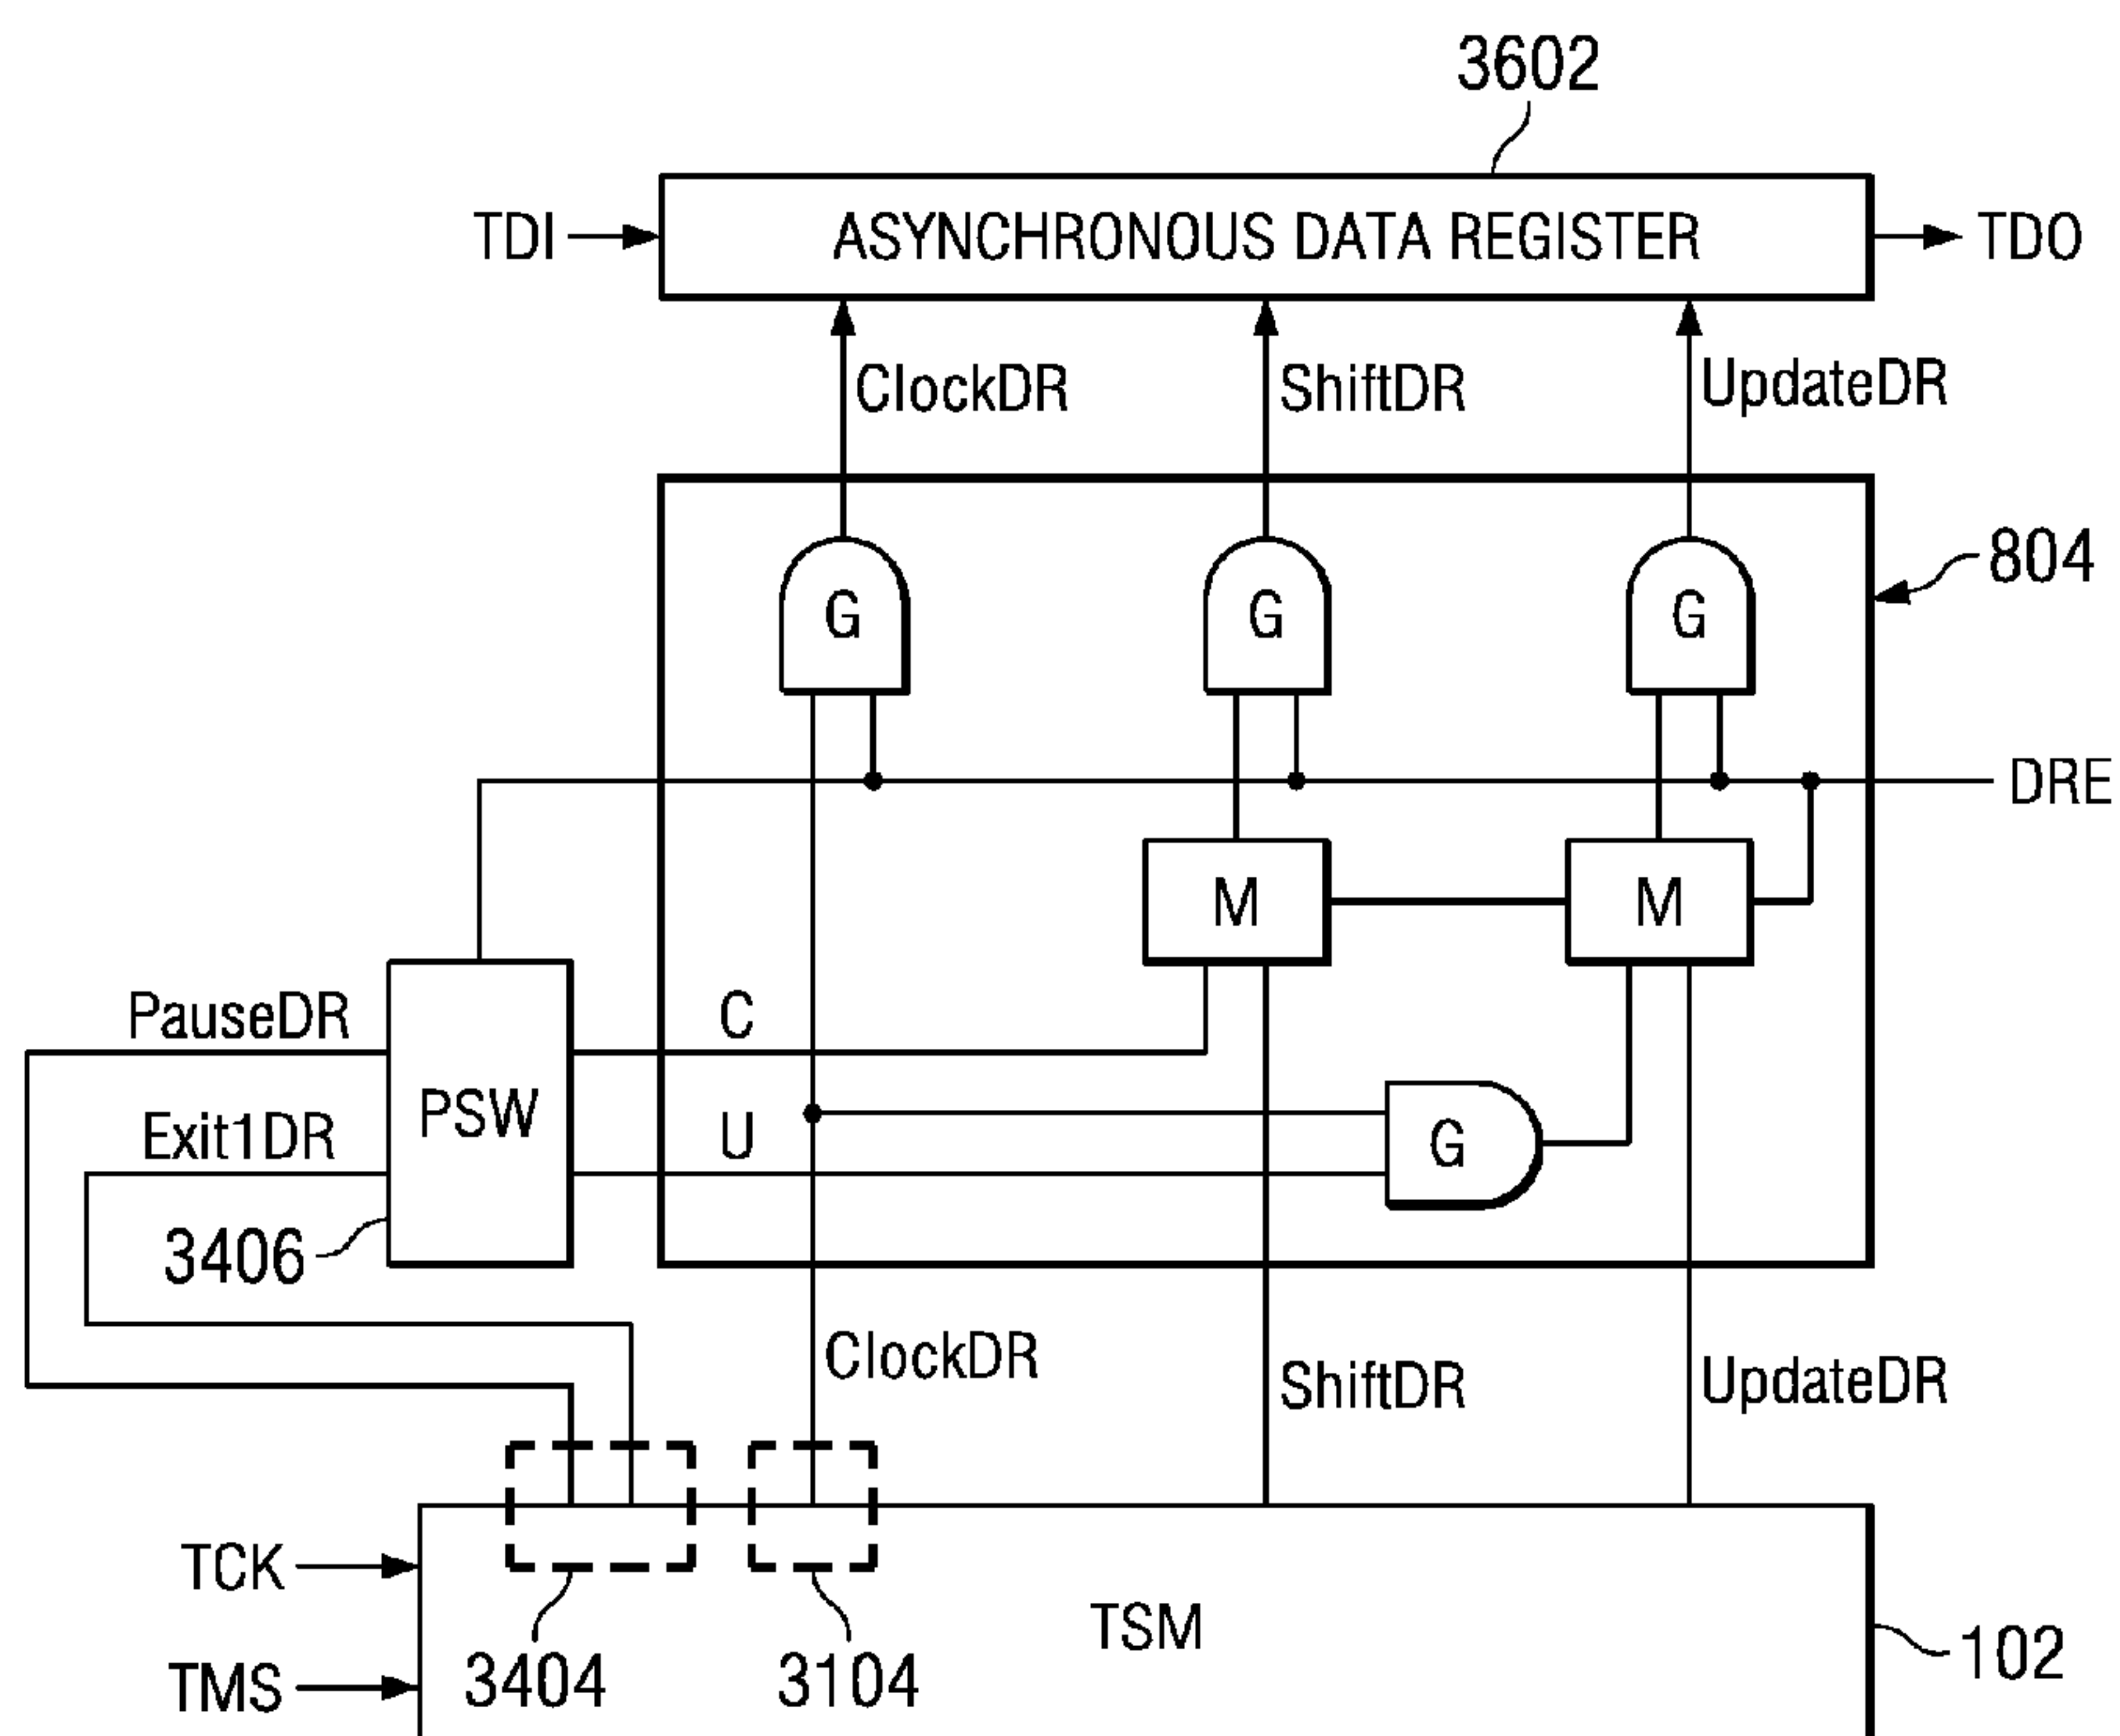 3602
TDI
ASYNCHRONOUS DATA REGISTER
TDO
ClockDR
ShiftDR
UpdateDR
804
G
G
G
DRE
M
M
PauseDR
C
PSW
Exit1DR
U
G
3406
ClockDR
ShiftDR
UpdateDR
TCK
TSM
102
TMS
3404
3104